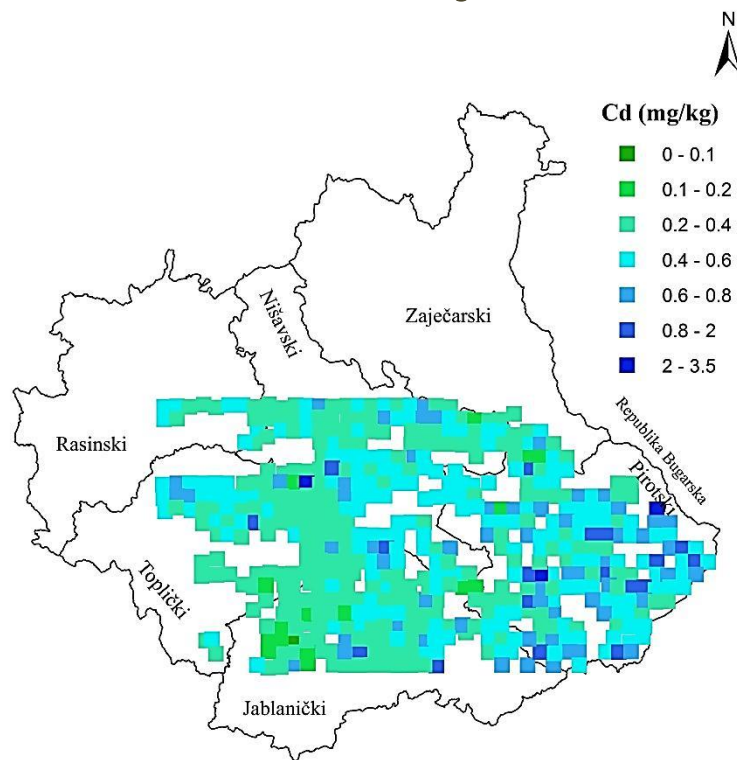 N
Cd (mg/kg)
0 - 0.1
0.1 - 0.2
0.2 - 0.4
0.4 - 0.6
0.6 - 0.8
0.8 - 2
2 - 3.5
Nišavski
Zaječarski
Rasinski
Republika Bugarska
Pirotski
Toplički
Jablanički